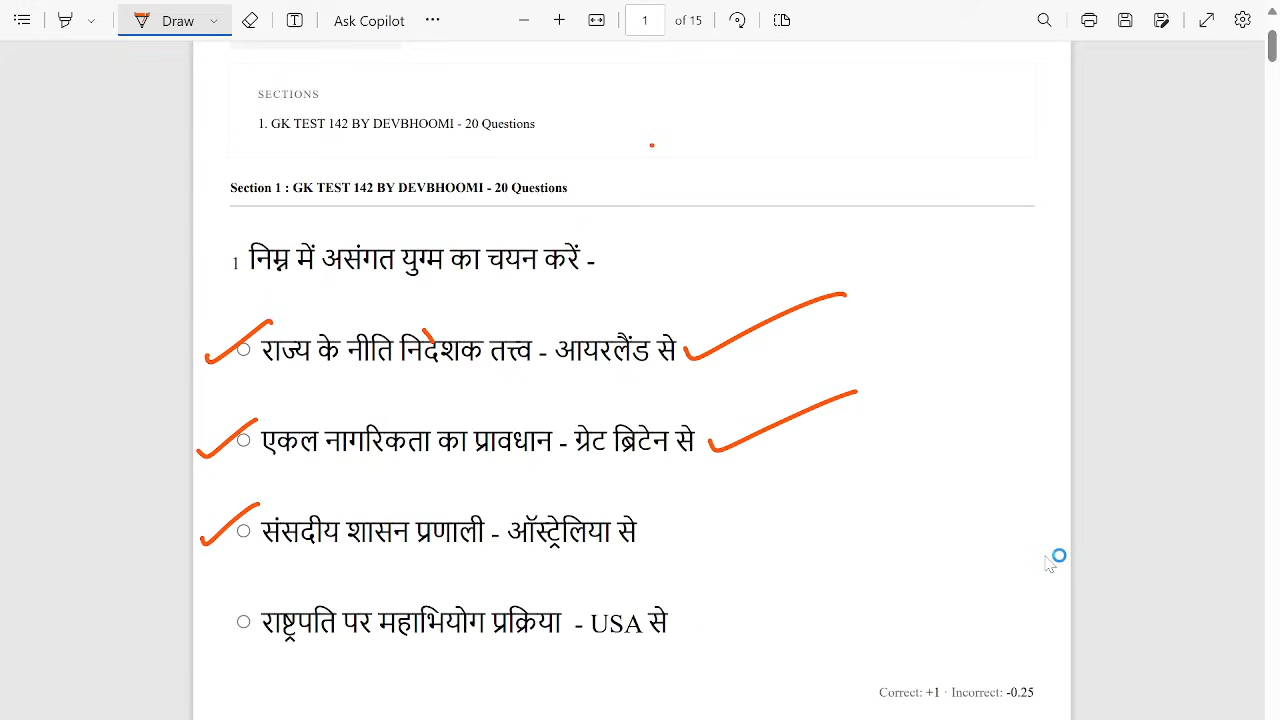 Draw
Ask Copilot
1 of 15
SECTIONS
1. GK TEST 142 BY DEVBHOOMI - 20 Questions
Section 1 : GK TEST 142 BY DEVBHOOMI - 20 Questions
1 निम्न में असंगत युग्म का चयन करें -
राज्य के नीति निदेशक तत्त्व - आयरलैंड से
एकल नागरिकता का प्रावधान - ग्रेट ब्रिटेन से
संसदीय शासन प्रणाली - ऑस्ट्रेलिया से
राष्ट्रपति पर महाभियोग प्रक्रिया - USA से
Correct: +1 · Incorrect: -0.25